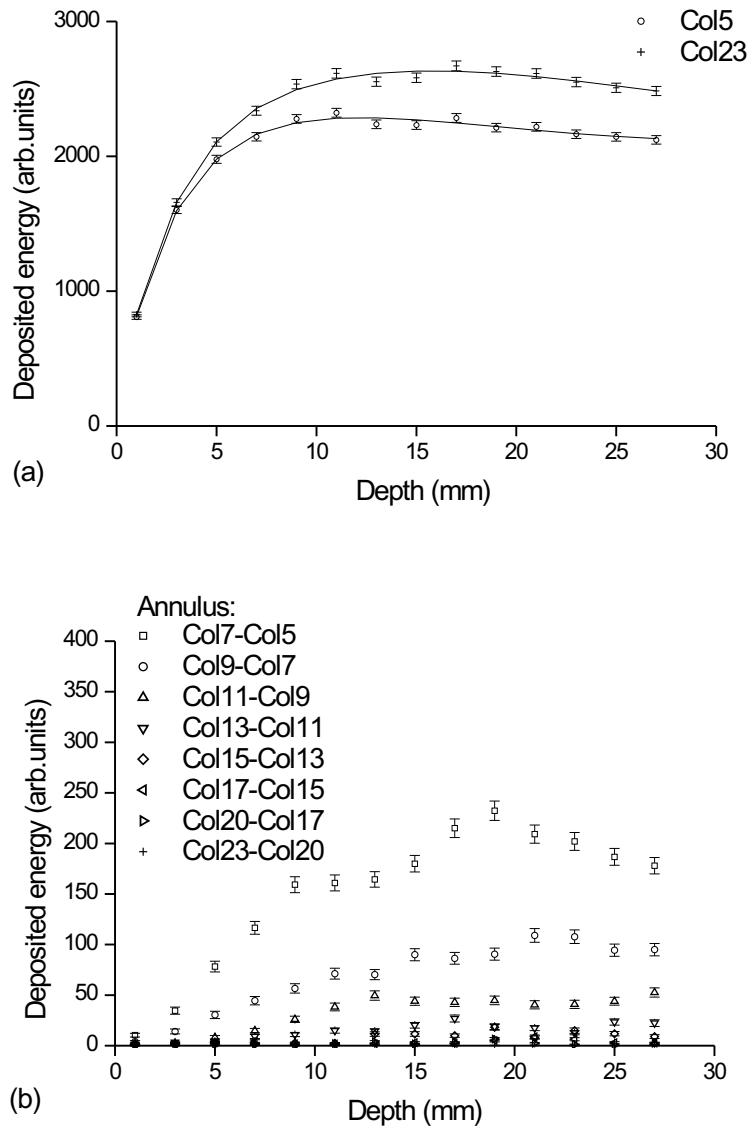 3000
2000
1000
0
Deposited energy (arb.units)
Col5
Col23
0 5 10 15 20 25 30
Depth (mm)
(a)
Annulus:
Col7-Col5
Col9-Col7
Col11-Col9
Col13-Col11
Col15-Col13
Col17-Col15
Col20-Col17
Col23-Col20
400
350
300
250
200
150
100
50
0
Deposited energy (arb.units)
0 5 10 15 20 25 30
Depth (mm)
(b)